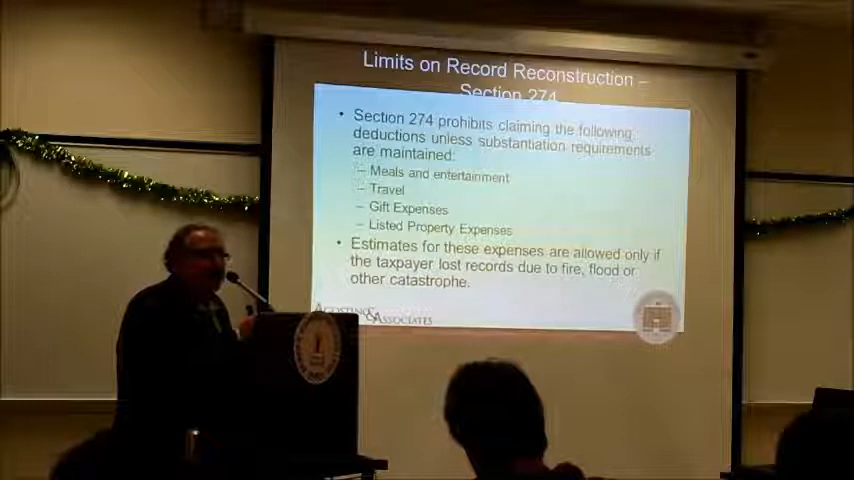 Limits on Record Reconstruction –
Section 274
• Section 274 prohibits claiming the following
deductions unless substantiation requirements
are maintained:
– Meals and entertainment
– Travel
– Gift Expenses
– Listed Property Expenses
• Estimates for these expenses are allowed only if
the taxpayer lost records due to fire, flood or
other catastrophe.
AGOSTINO & ASSOCIATES